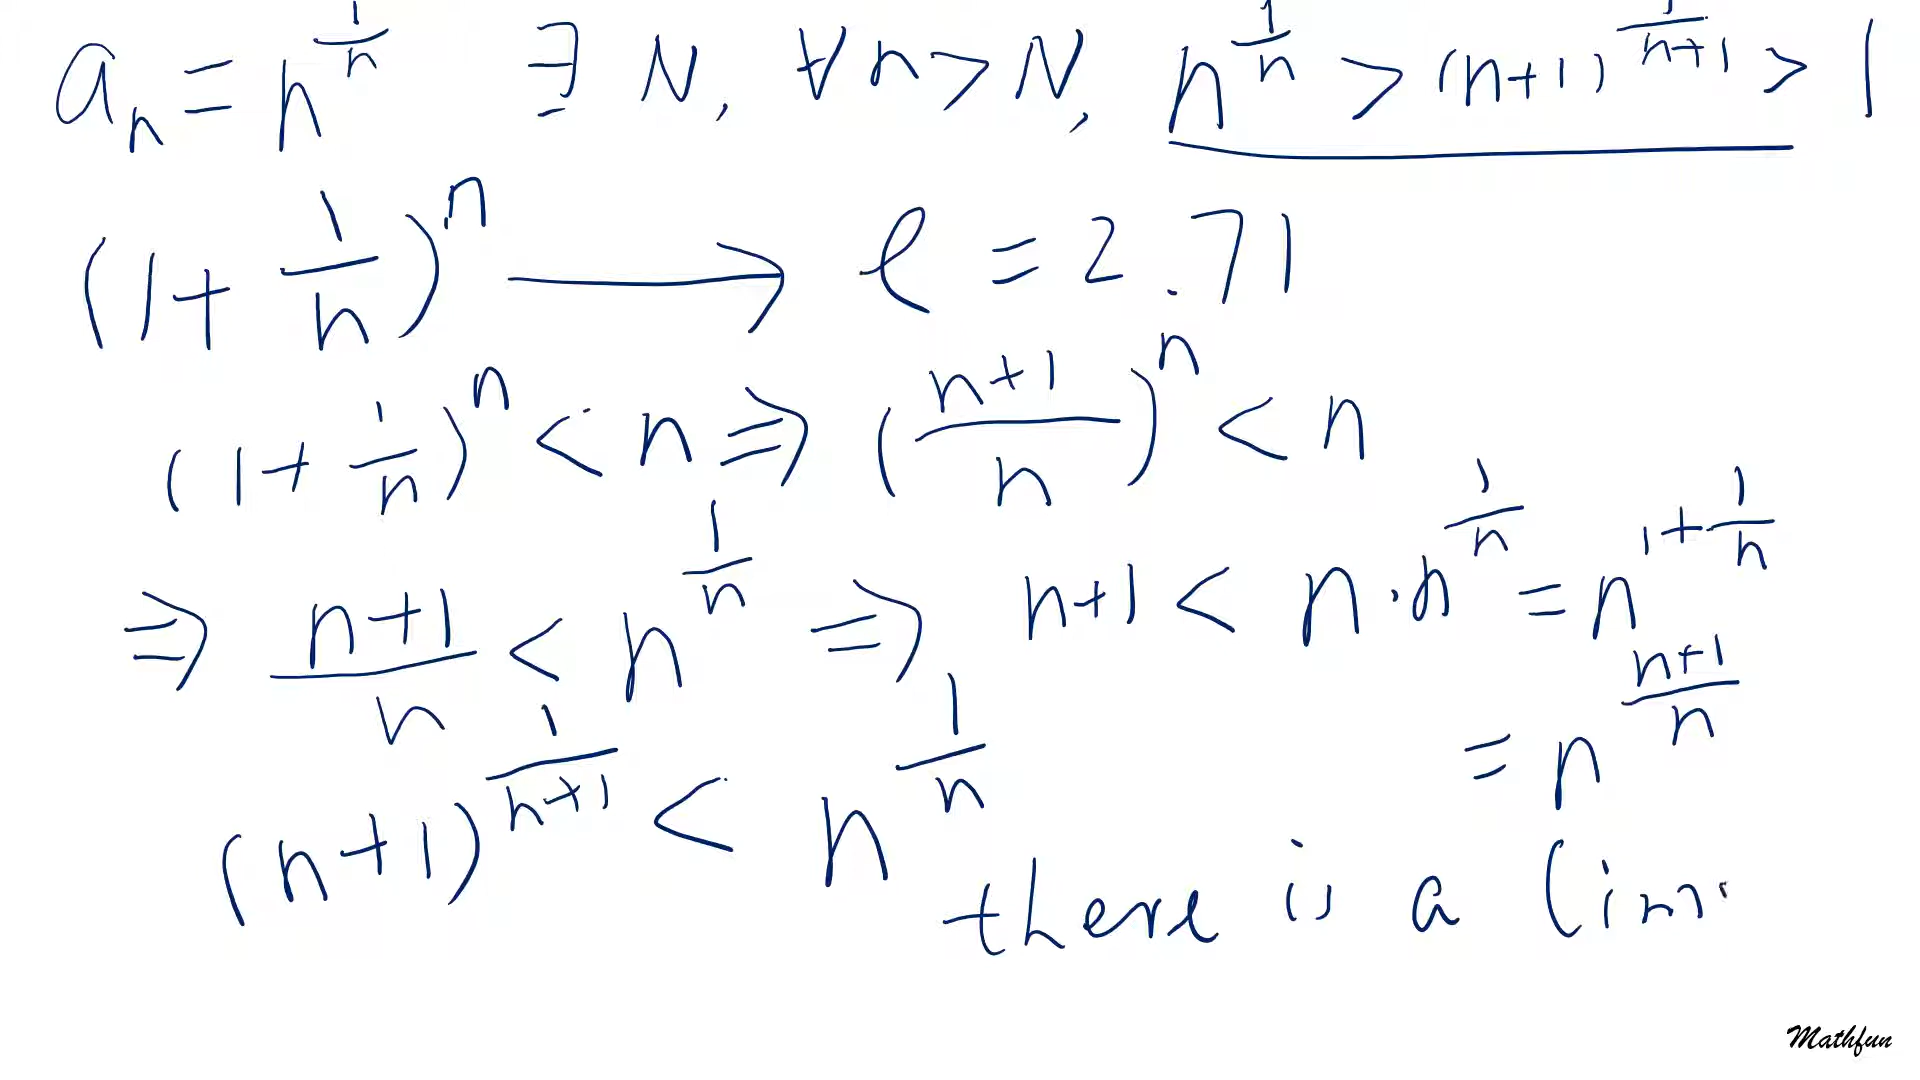 aₙ = n^(1/n) ∃ N, ∀n > N, n^(1/n) > (n+1)^(1/(n+1)) > 1
(1 + 1/n)^n → e = 2.71
(1 + 1/n)^n < n ⇒ ((n+1)/n)^n < n
⇒ (n+1)/n < n^(1/n) ⇒ n+1 < n·n^(1/n) = n^(1+1/n)
= n^((n+1)/n)
(n+1)^(1/(n+1)) < n^(1/n)
there is a lim
Mathfun